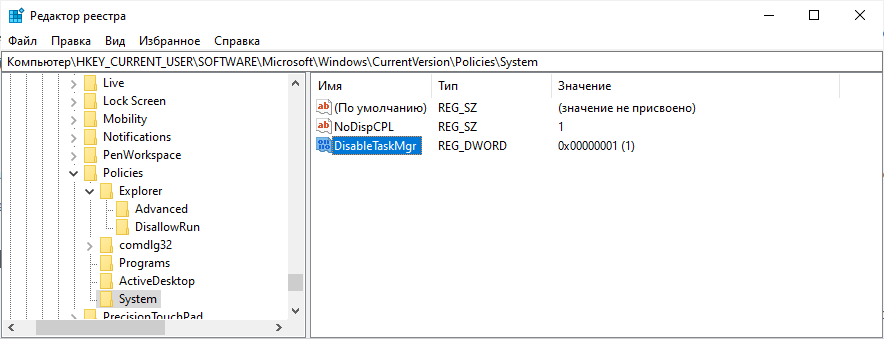 Редактор реестра
Файл Правка Вид Избранное Справка
Компьютер\HKEY_CURRENT_USER\SOFTWARE\Microsoft\Windows\CurrentVersion\Policies\System
Live
Lock Screen
Mobility
Notifications
PenWorkspace
Policies
Explorer
Advanced
DisallowRun
comdlg32
Programs
ActiveDesktop
System
PrecisionTouchPad
Имя Тип Значение
(По умолчанию) REG_SZ (значение не присвоено)
NoDispCPL REG_SZ 1
DisableTaskMgr REG_DWORD 0x00000001 (1)